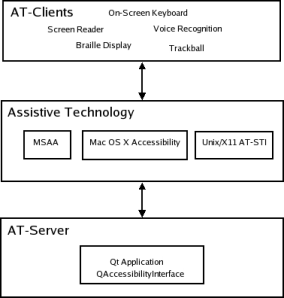 AT-Clients
On-Screen Keyboard
Screen Reader
Voice Recognition
Braille Display
Trackball
Assistive Technology
MSAA
Mac OS X Accessibility
Unix/X11 AT-STI
AT-Server
Qt Application
QAccessibilityInterface